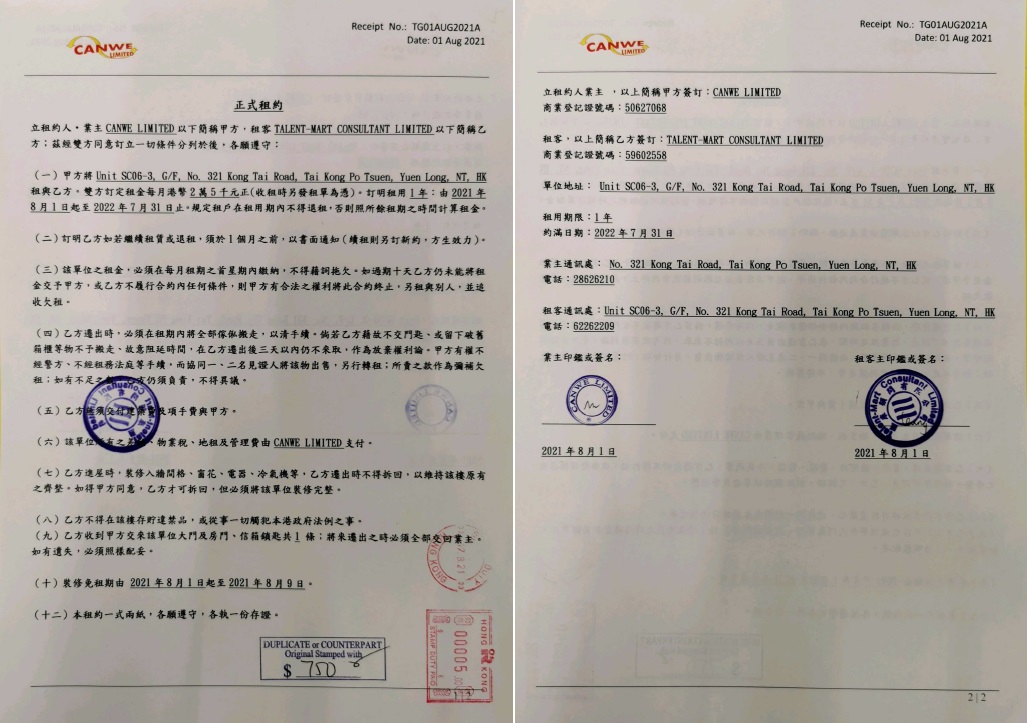 CANWE
LIMITED
Receipt No.: TG01AUG2021A
Date: 01 Aug 2021
正式租約
立租約人。業主 CANWE LIMITED 以下簡稱甲方，租客 TALENT-MART CONSULTANT LIMITED 以下簡稱乙
方；茲經雙方同意訂立一切條件分列於後，各願遵守：
(一) 甲方將 Unit SC06-3, G/F, No. 321 Kong Tai Road, Tai Kong Po Tsuen, Yuen Long, NT, HK
租與乙方。雙方訂定租金每月港幣 2 萬 5 千元正(收租時另發租單為憑)。訂明租用 1 年：由 2021 年
8 月 1 日起至 2022 年 7 月 31 日止。規定租戶在租用期內不得退租，否則照所餘租期之時間計算租金。
(二) 訂明乙方如若繼續租賃或退租，須於 1 個月之前，以書面通知(續租則另訂新約，方生效力)。
(三) 該單位之租金，必須在每月租期之首星期內繳納，不得藉詞拖欠。如過期十天乙方仍未能將租
金交予甲方，或乙方不履行合約內任何條件，則甲方有合法之權利將此合約終止，另租與別人，並追
收欠租。
(四) 乙方遷出時，必須在租期內將全部傢俬搬走，以清手續。倘若乙方藉故不交門匙、或留下破舊
箱櫃等物不予搬走、故意阻延時間，在乙方遷出後三天以內仍不來取，作為放棄權利論。甲方有權不
經警方、不經租務法庭等手續，而協同一、二名見證人將該物出售，另行轉租；所賣之款作為彌補欠
租；如有不足之 乙方仍須負責，不得異議。
(五) 乙方 須交付建築費及項手費與甲方。
(六) 該單位所有之差 、物業稅、地租及管理費由 CANWE LIMITED 支付。
(七) 乙方進屋時，裝修入牆間格、窗花、電器、冷氣機等，乙方遷出時不得拆回，以維持該樓原有
之齊整。如得甲方同意，乙方才可拆回，但必須將該單位裝修完整。
(八) 乙方不得在該樓存貯違禁品，或從事一切觸犯本港政府法例之事。
(九) 乙方收到甲方交來該單位大門及房門、信箱鎖匙共 1 條；將來遷出之時必須全部交回業主。
如有遺失，必須照樣配妥。
(十) 裝修免租期由 2021 年 8 月 1 日起至 2021 年 8 月 9 日。
(十二) 本租約一式兩紙，各願遵守，各執一份存證。
DUPLICATE or COUNTERPART
Original Stamped with
$ 750
HONG KONG
STAMP DUTY PAID
00005
CANWE
LIMITED
Receipt No.: TG01AUG2021A
Date: 01 Aug 2021
立租約人業主 ，以上簡稱甲方簽訂：CANWE LIMITED
商業登記證號碼：50627068
租客，以上簡稱乙方簽訂：TALENT-MART CONSULTANT LIMITED
商業登記證號碼：59602558
單位地址： Unit SC06-3, G/F, No. 321 Kong Tai Road, Tai Kong Po Tsuen, Yuen Long, NT, HK
租用期限：1 年
約滿日期：2022 年 7 月 31 日
業主通訊處： No. 321 Kong Tai Road, Tai Kong Po Tsuen, Yuen Long, NT, HK
電話：28626210
租客通訊處：Unit SC06-3, G/F, No. 321 Kong Tai Road, Tai Kong Po Tsuen, Yuen Long, NT, HK
電話：62262209
業主印鑑或簽名：
租客主印鑑或簽名：
CANWE LIMITED
Talent-Mart Consultant Limited
2021 年 8 月 1 日
2021 年 8 月 1 日
2|2